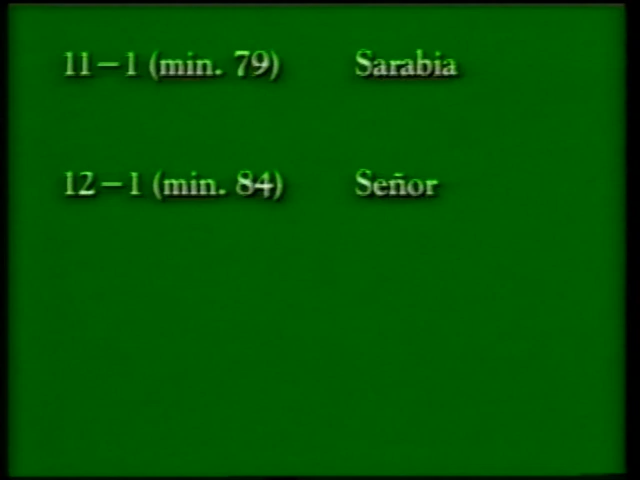 11–1 (min. 79) Sarabia
12–1 (min. 84) Señor